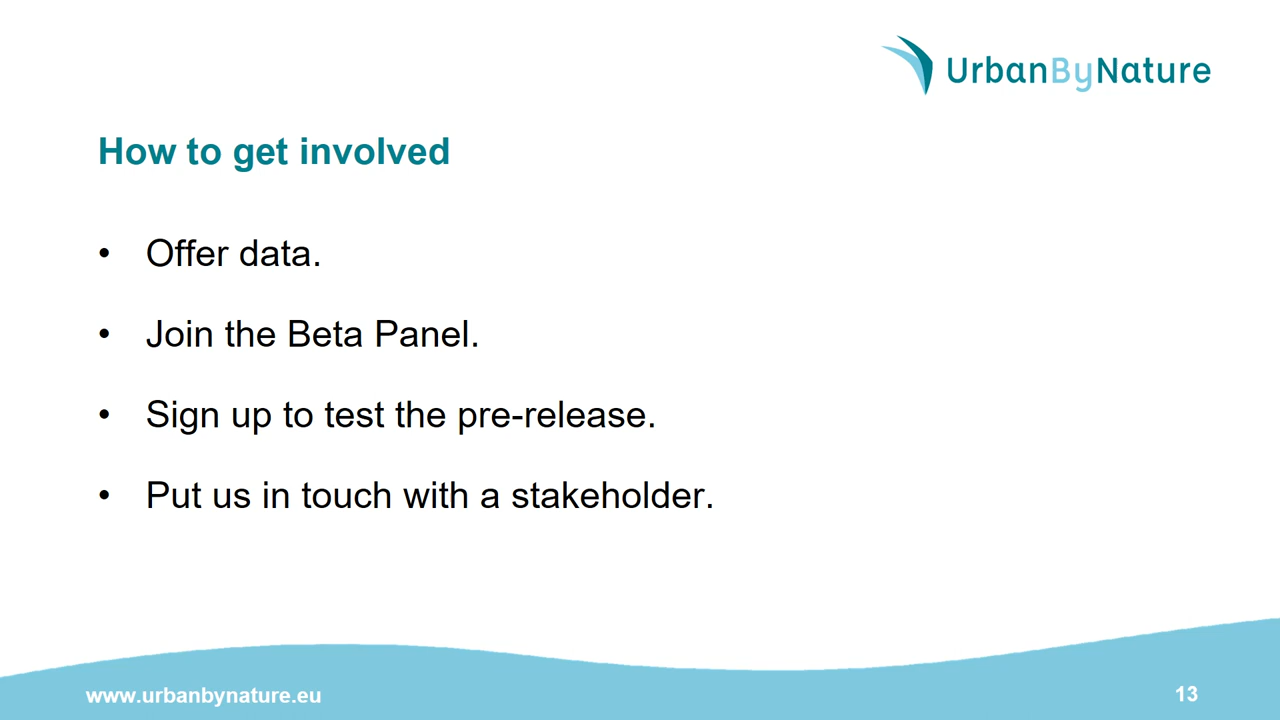 UrbanByNature
How to get involved
• Offer data.
• Join the Beta Panel.
• Sign up to test the pre-release.
• Put us in touch with a stakeholder.
www.urbanbynature.eu
13